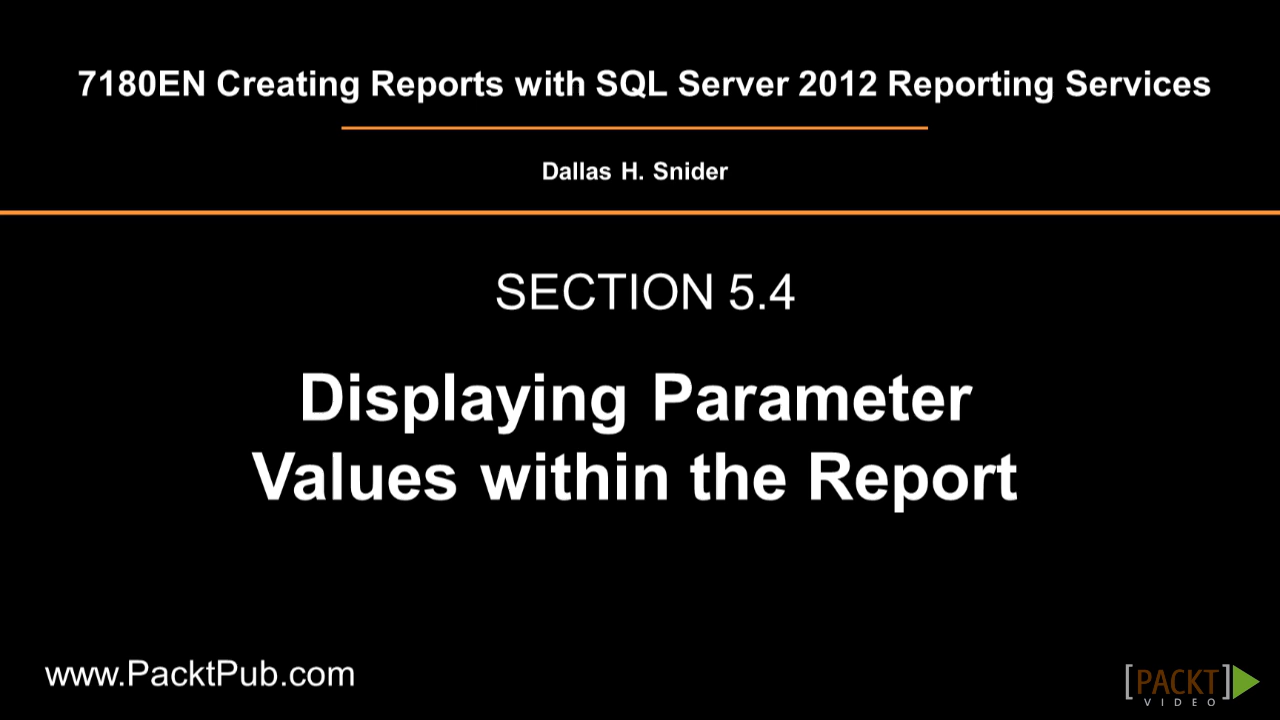 7180EN Creating Reports with SQL Server 2012 Reporting Services
Dallas H. Snider
SECTION 5.4
Displaying Parameter
Values within the Report
www.PacktPub.com
[PACKT]
VIDEO